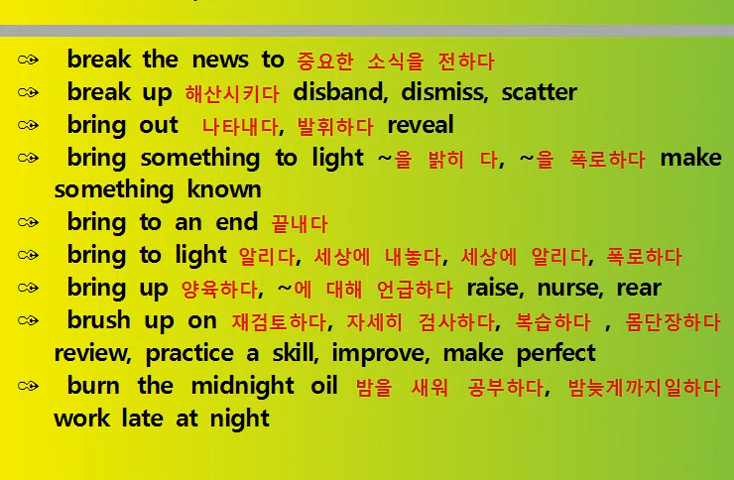 break the news to 중요한 소식을 전하다
break up 해산시키다 disband, dismiss, scatter
bring out 나타내다, 발휘하다 reveal
bring something to light ~을 밝히 다, ~을 폭로하다 make
something known
bring to an end 끝내다
bring to light 알리다, 세상에 내놓다, 세상에 알리다, 폭로하다
bring up 양육하다, ~에 대해 언급하다 raise, nurse, rear
brush up on 재검토하다, 자세히 검사하다, 복습하다 , 몸단장하다
review, practice a skill, improve, make perfect
burn the midnight oil 밤을 새워 공부하다, 밤늦게까지일하다
work late at night